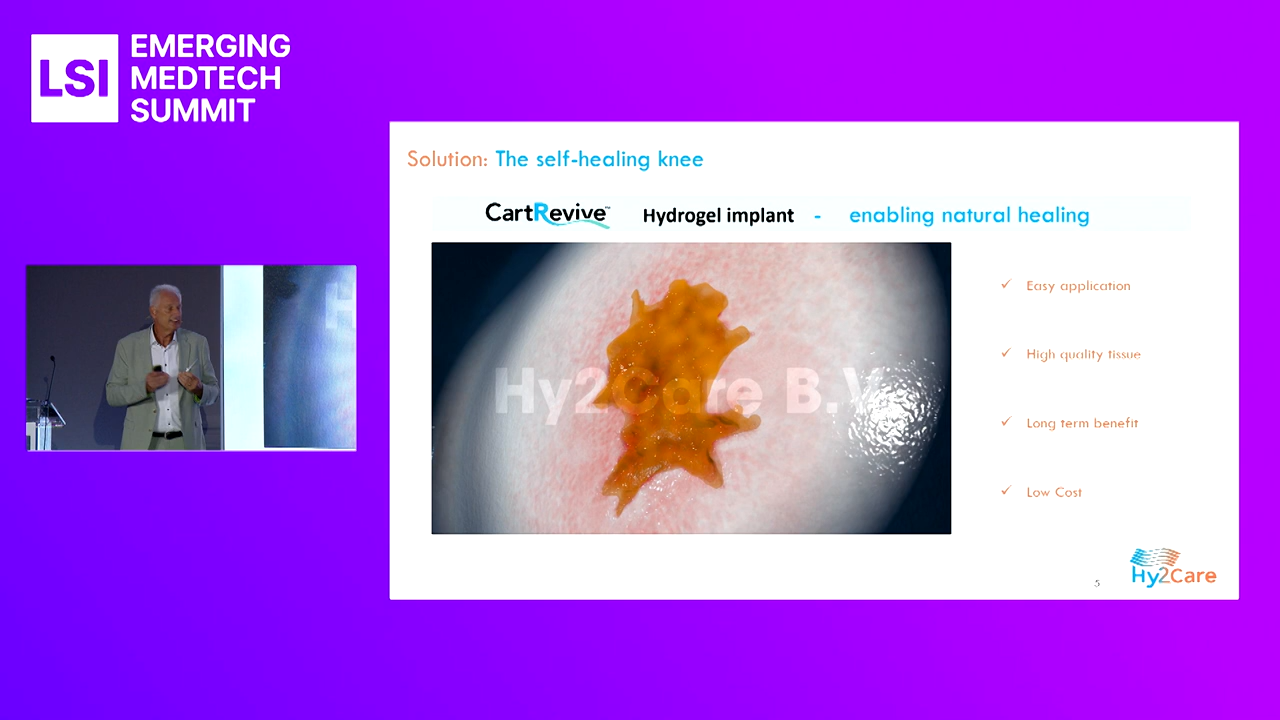 LSI
EMERGING
MEDTECH
SUMMIT
Solution: The self-healing knee
CartRevive™ Hydrogel implant - enabling natural healing
Hy2Care B.V.
✓ Easy application
✓ High quality tissue
✓ Long term benefit
✓ Low Cost
5
Hy2Care